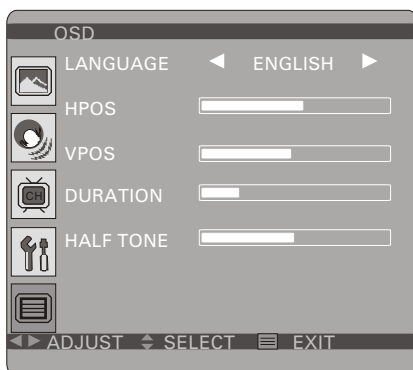 OSD
LANGUAGE ENGLISH
HPOS
VPOS
CH DURATION
HALF TONE
ADJUST SELECT EXIT